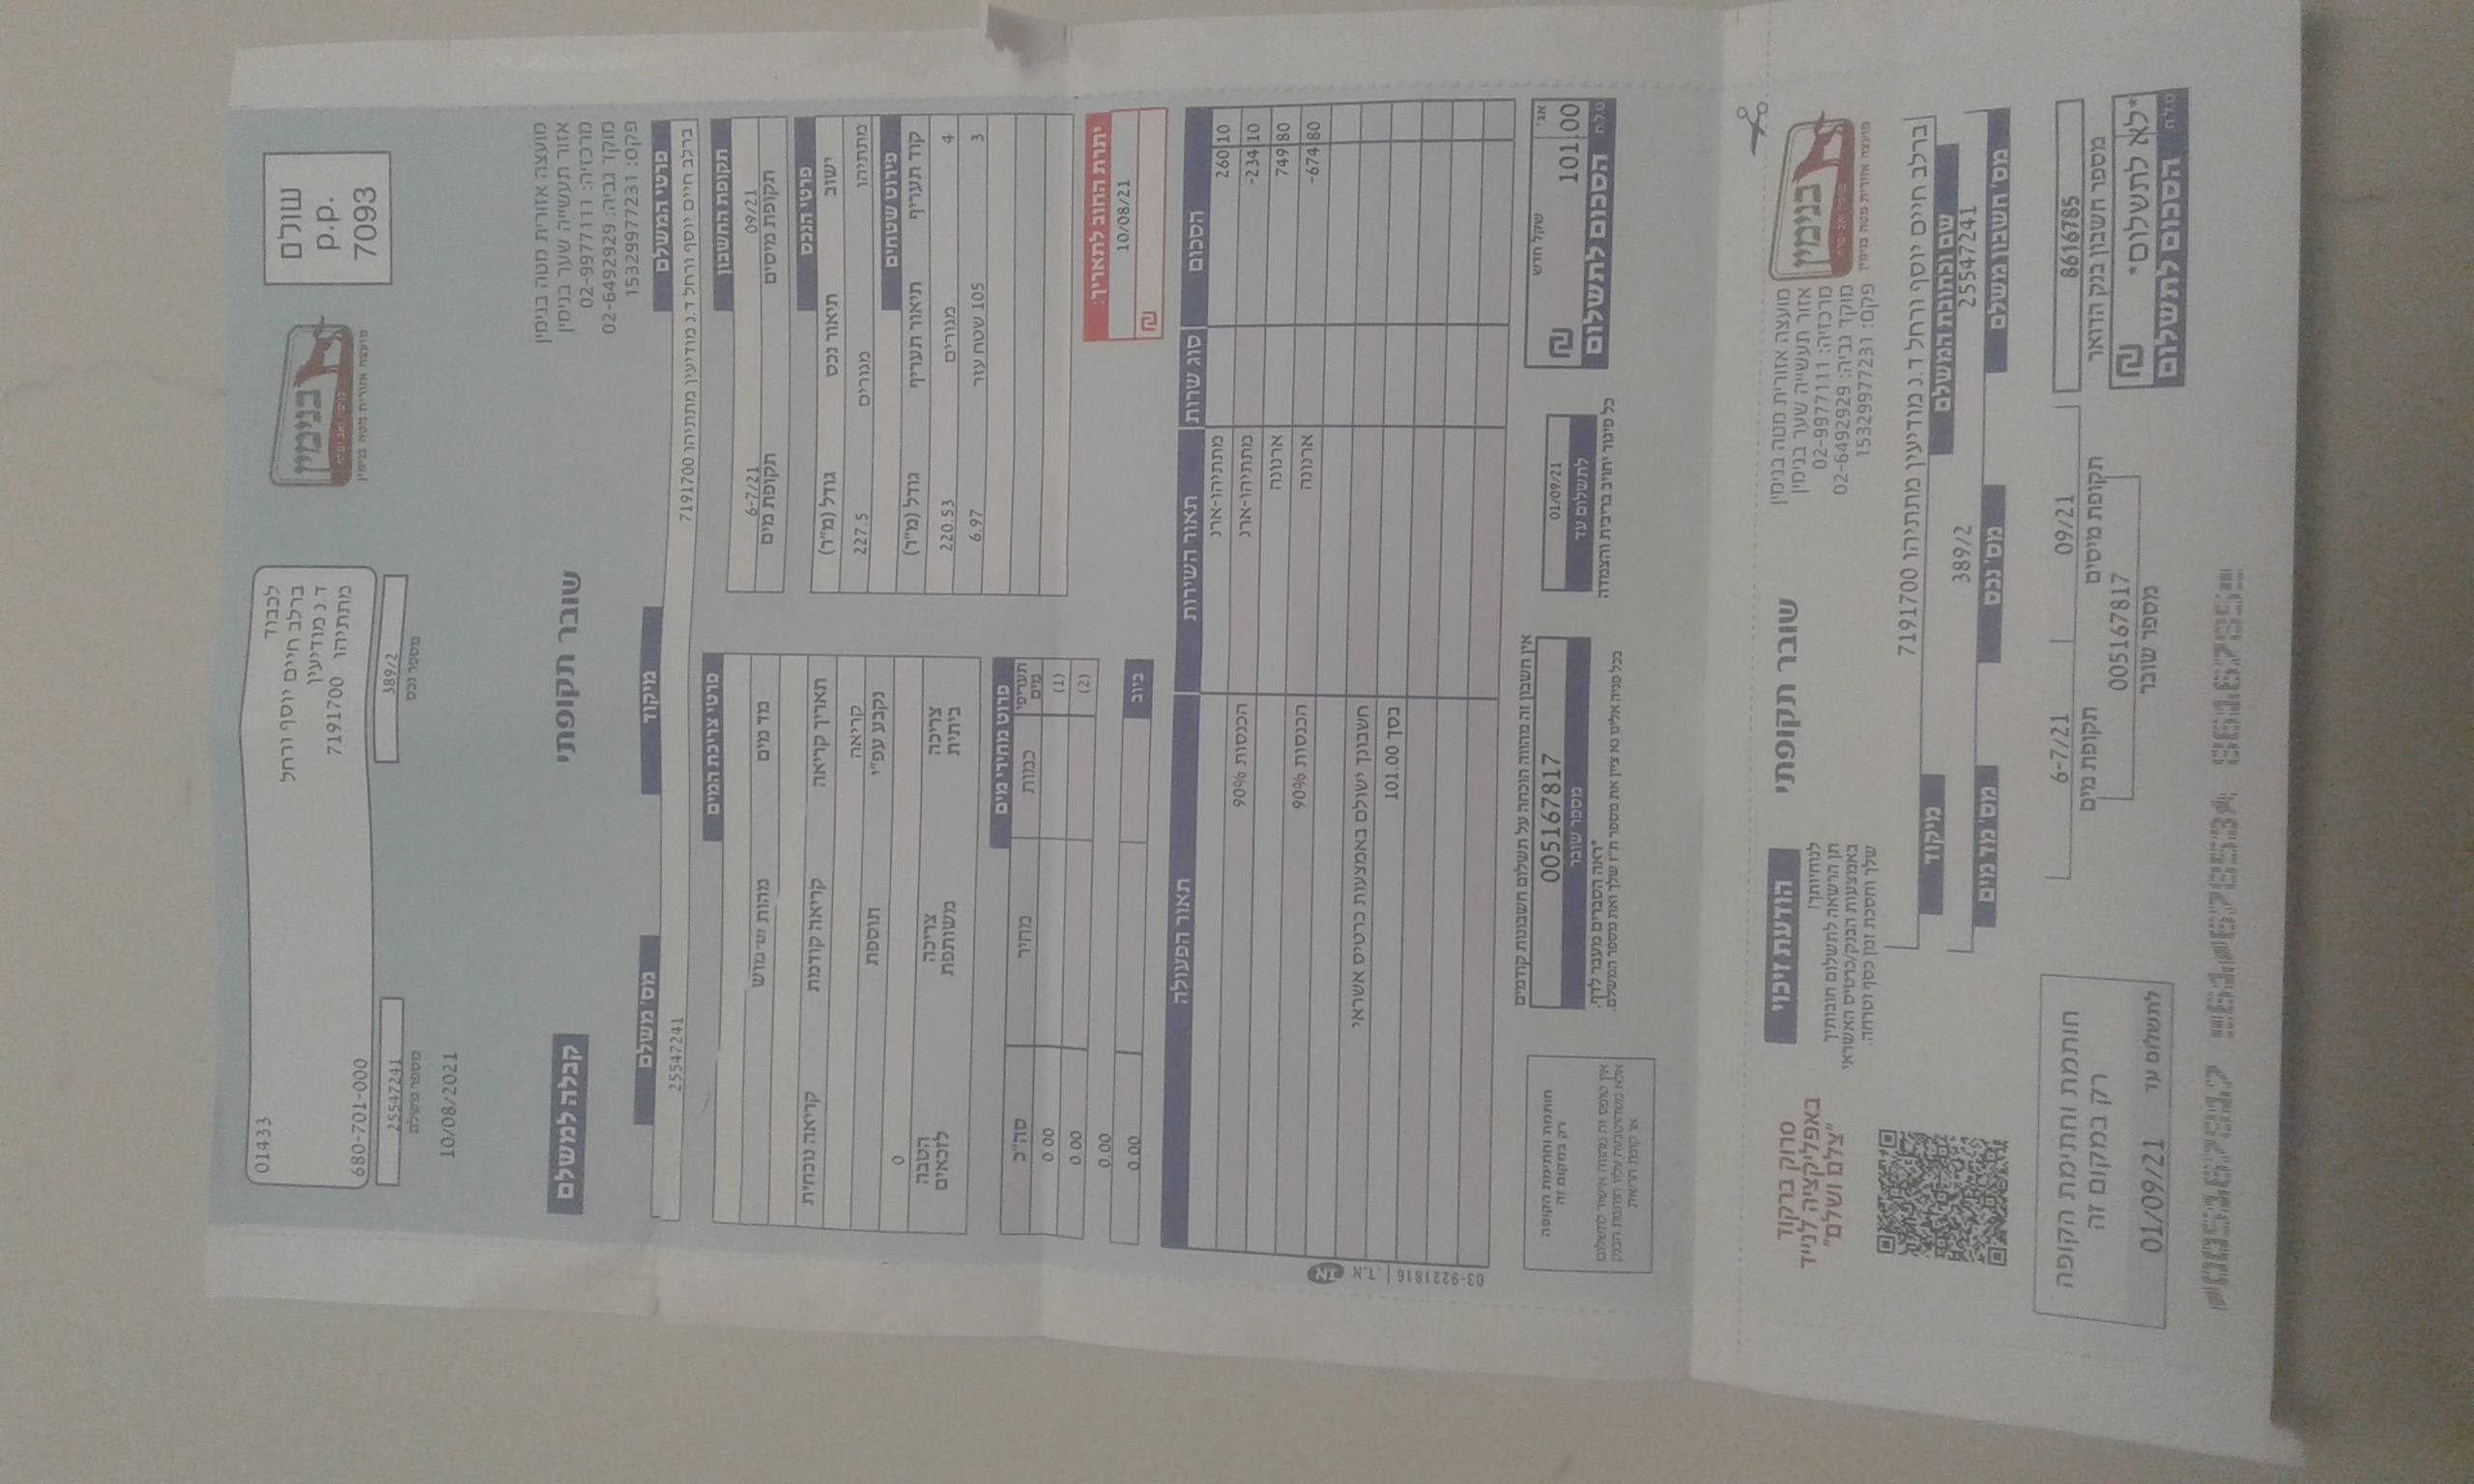 שולם
p.p.
7093
בנימין
מועצה אזורית מטה בנימין
לכבוד
01433
ברלב חיים יוסף ורחל
ד.נ מודיעין
מתתיהו 7191700
680-701-000
389/2
מספר נכס
25547241
מספר משלם
10/08/2021
מועצה אזורית מטה בנימין
אזור תעשייה שער בנימין
מרכזיה: 02-9977111
מוקד גביה: 02-6492929
פקס: 1532997231
שובר תקופתי
קבלה למשלם
פרטי המשלם
מיקוד
מס' משלם
ברלב חיים יוסף ורחל ד.נ מודיעין מתתיהו 7191700
25547241
תקופת החשבון
09/21
6-7/21
תקופת מיסים
תקופת מים
פרטי הנכס
ישוב
תיאור נכס
גודל (מ"ר)
מתתיהו
מגורים
227.5
פירוט שטחים
קוד תעריף
תיאור תעריף
גודל (מ"ר)
4
מגורים
220.53
3
105 שטח עזר
6.97
פרטי צריכת המים
מד מים
תאריך קריאה
קריאה קודמת
קריאה נוכחית
קריאה
נקבע עפ"י
תוספת
0
צריכה
ביתית
צריכה
משותפת
הטבה
לזכאים
פרוט מחירי מים
תעריפי
מים
כמות
מחיר
סה"כ
(1)
0.00
(2)
0.00
0.00
ביוב
0.00
יתרת החוב לתאריך:
10/08/21
₪
הסכום
סוג שרות
תאור השירות
תאור הפעולה
260 10
מתתיהו-ארנ
-234 10
מתתיהו-ארנ
הכנסות 90%
749 80
ארנונה
-674 80
ארנונה
הכנסות 90%
חשבונך ישולם באמצעות כרטיס אשראי
בסך 101.00
שקל חדש
אג'
₪
101 00
הסכום לתשלום
ט.ל.ח
01/09/21
לתשלום עד
כל פיגור יחויב בריבית והצמדה
אין חשבון זה מהווה הוכחה על תשלום חשבונות קודמים
005167817
מספר שובר
*ראה הסברים מעבר לדף.
בכל פניה אלינו נא ציין את מספר ת"ז שלך ואת מספר המשלם.
חותמת וחתימת הקופה
רק במקום זה
אין טופס זה מהווה אישור לתשלום
אלא כשמוטבעת עליו חותמת הבנק
או קופת הרשות
03-9221816
בנימין
מועצה אזורית מטה בנימין
מועצה אזורית מטה בנימין
אזור תעשייה שער בנימין
מרכזיה: 02-9977111
מוקד גביה: 02-6492929
פקס: 1532997231
שובר תקופתי
הודעת זיכוי
לנוחיותך!
תן הרשאה לתשלום חובותיך
באמצעות הבנק/כרטיס האשראי
שלך ותסכת זמן כסף וטרחה.
סרוק ברקוד
באפליקציה לנייד
"צלם ושלם"
ברלב חיים יוסף ורחל ד.נ מודיעין מתתיהו 7191700
שם וכתובת המשלם
מיקוד
25547241
389/2
מס' חשבון משלם
מס' נכס
מס' מד מים
8616785
מספר חשבון בנק הדואר
09/21
6-7/21
תקופת מיסים
תקופת מים
₪
*לא לתשלום*
הסכום לתשלום
ט.ל.ח
005167817
מספר שובר
חותמת וחתימת הקופה
רק במקום זה
לתשלום עד
01/09/21